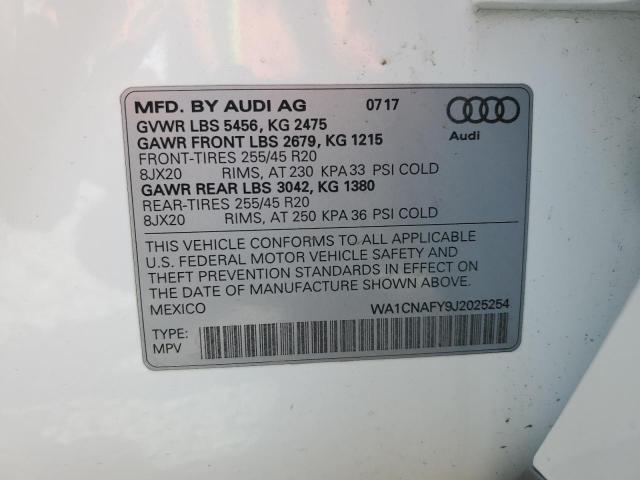 MFD. BY AUDI AG 0717
GVWR LBS 5456, KG 2475
GAWR FRONT LBS 2679, KG 1215
FRONT-TIRES 255/45 R20
8JX20 RIMS, AT 230 KPA 33 PSI COLD
GAWR REAR LBS 3042, KG 1380
REAR-TIRES 255/45 R20
8JX20 RIMS, AT 250 KPA 36 PSI COLD
Audi
THIS VEHICLE CONFORMS TO ALL APPLICABLE
U.S. FEDERAL MOTOR VEHICLE SAFETY AND
THEFT PREVENTION STANDARDS IN EFFECT ON
THE DATE OF MANUFACTURE SHOWN ABOVE.
MEXICO WA1CNAFY9J2025254
TYPE:
MPV